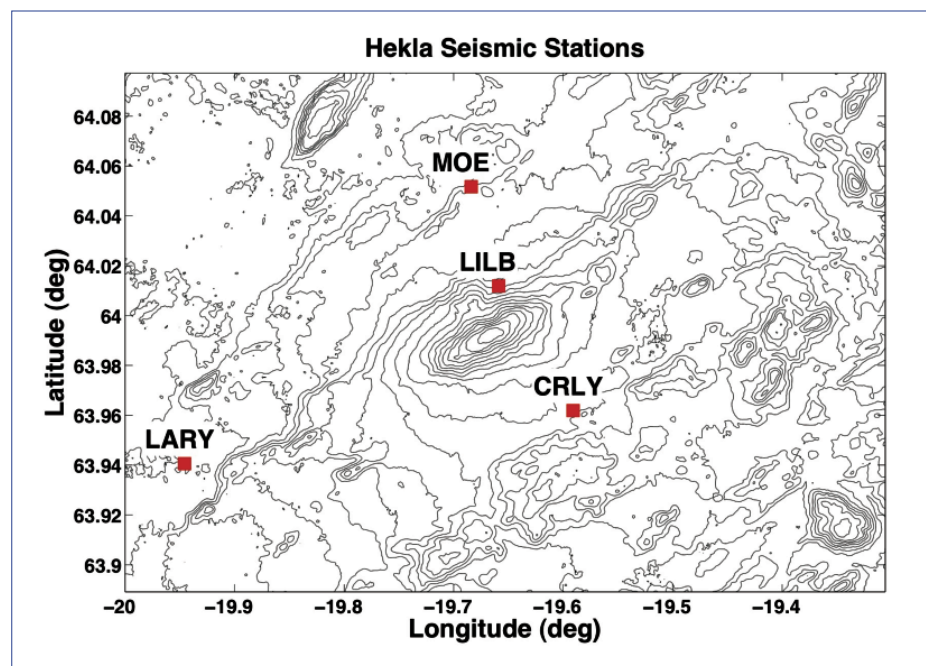 Hekla Seismic Stations
64.08
64.06
64.04
64.02
64
63.98
63.96
63.94
63.92
63.9
Latitude (deg)
MOE
LILB
CRLY
LARY
−20
−19.9
−19.8
−19.7
−19.6
−19.5
−19.4
Longitude (deg)